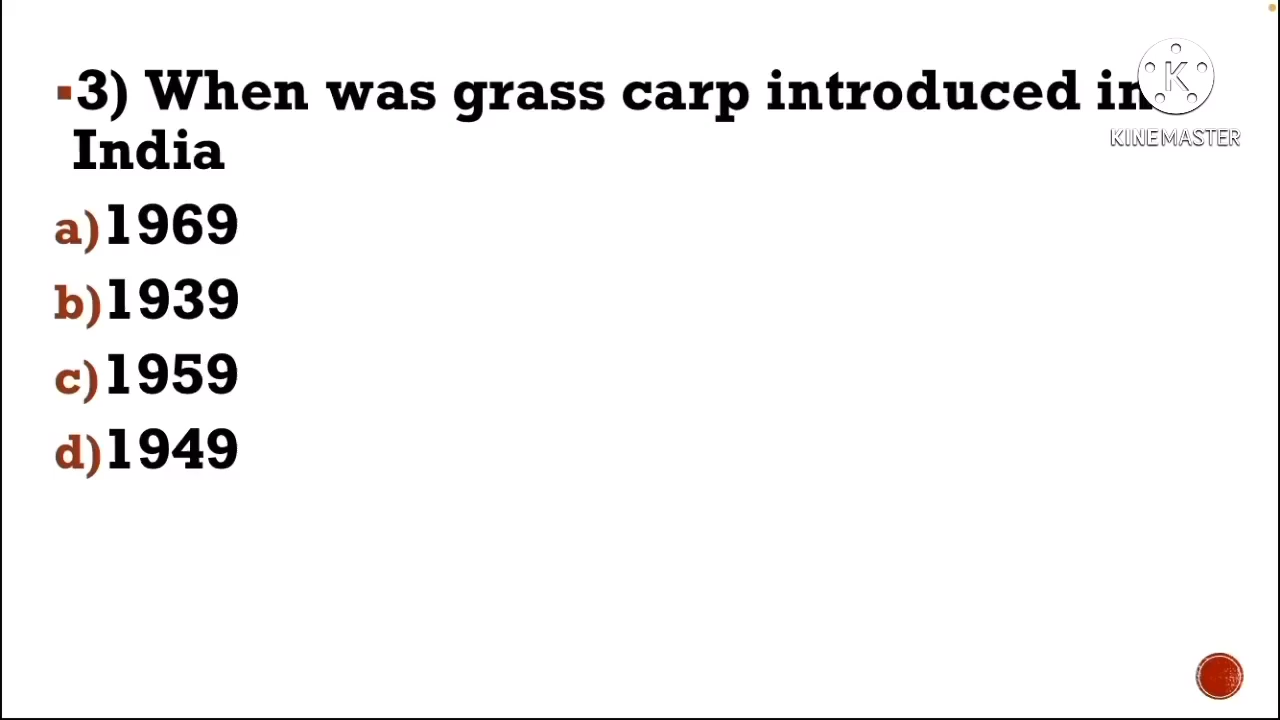 ▪3) When was grass carp introduced in
India
a)1969
b)1939
c)1959
d)1949
K
KINEMASTER